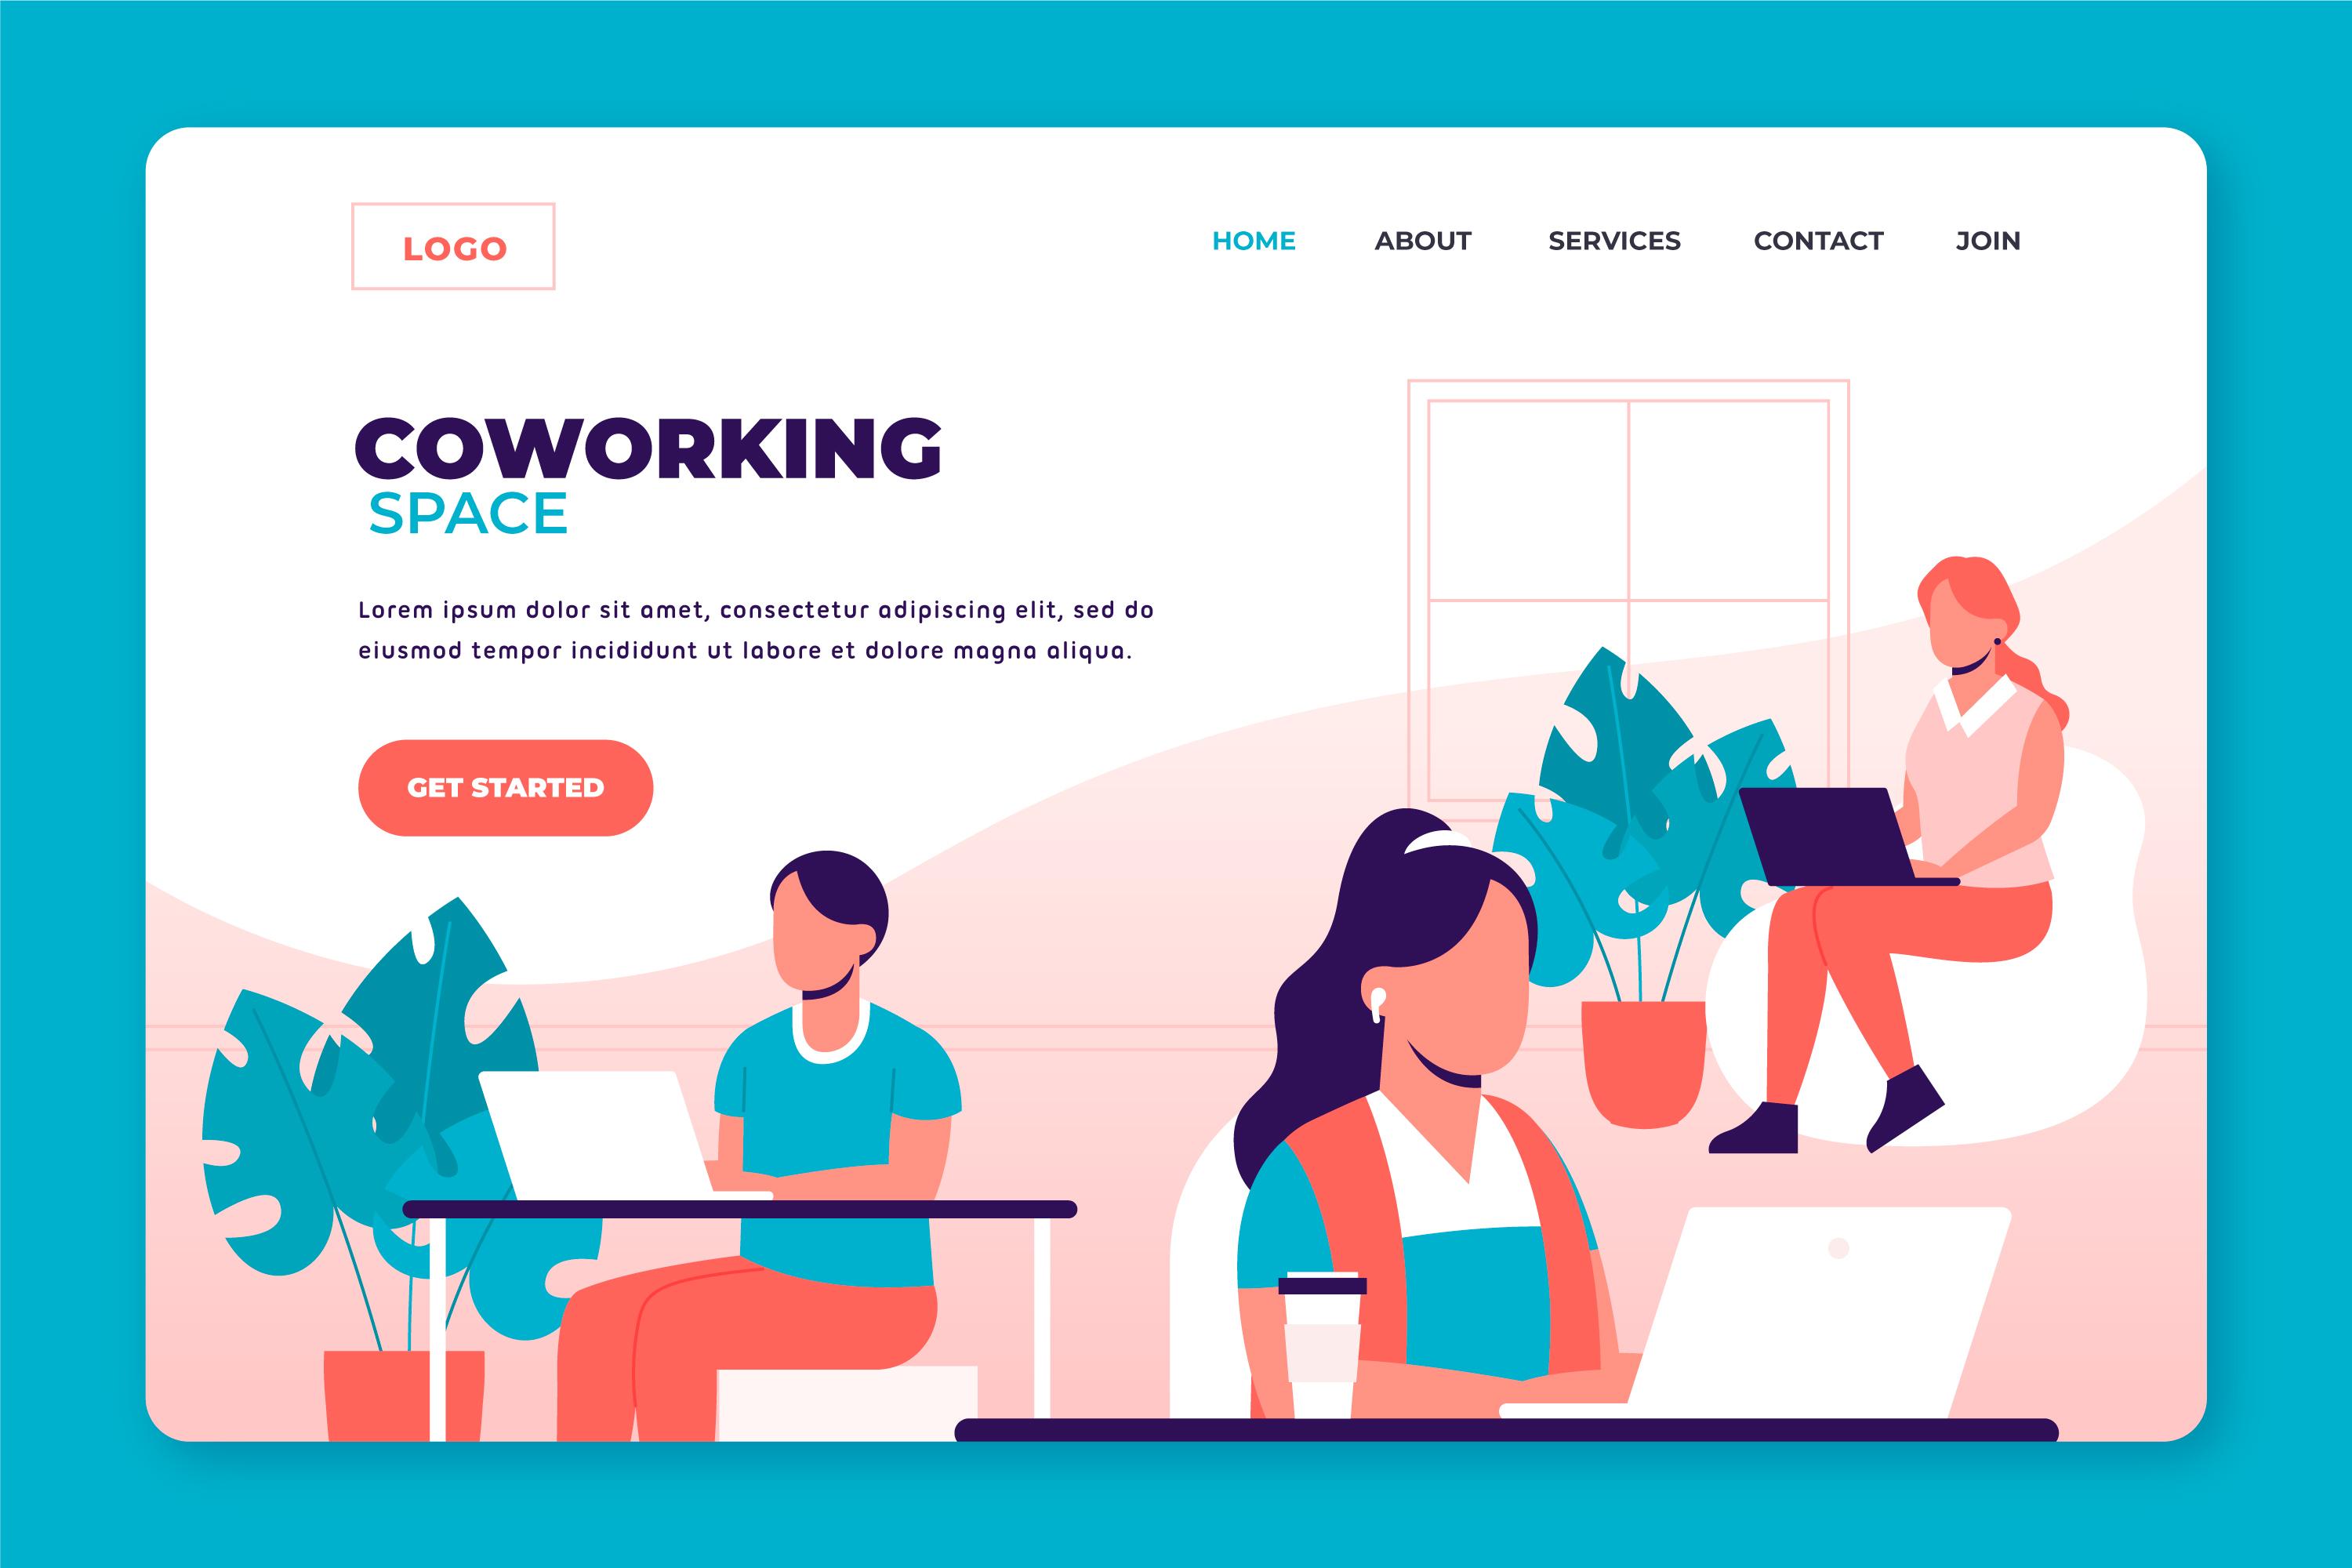 LOGO
HOME ABOUT SERVICES CONTACT JOIN
COWORKING
SPACE
Lorem ipsum dolor sit amet, consectetur adipiscing elit, sed do
eiusmod tempor incididunt ut labore et dolore magna aliqua.
GET STARTED